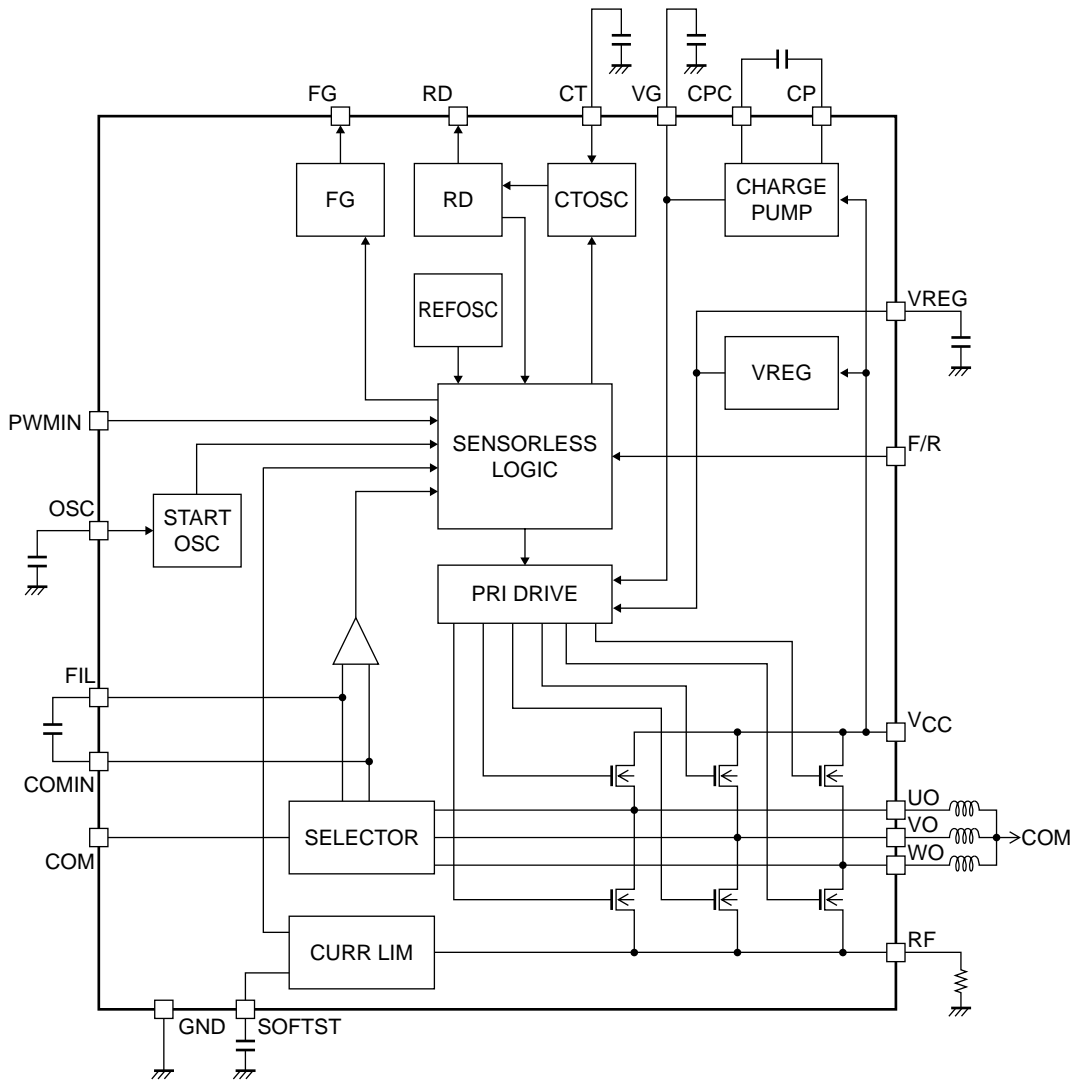 FG
RD
CT
VG
CPC
CP
FG
RD
CTOSC
CHARGE
PUMP
REFOSC
VREG
VREG
PWMIN
SENSORLESS
LOGIC
F/R
OSC
START
OSC
PRI DRIVE
FIL
VCC
COMIN
UO
SELECTOR
VO
COM
COM
WO
CURR LIM
RF
GND
SOFTST